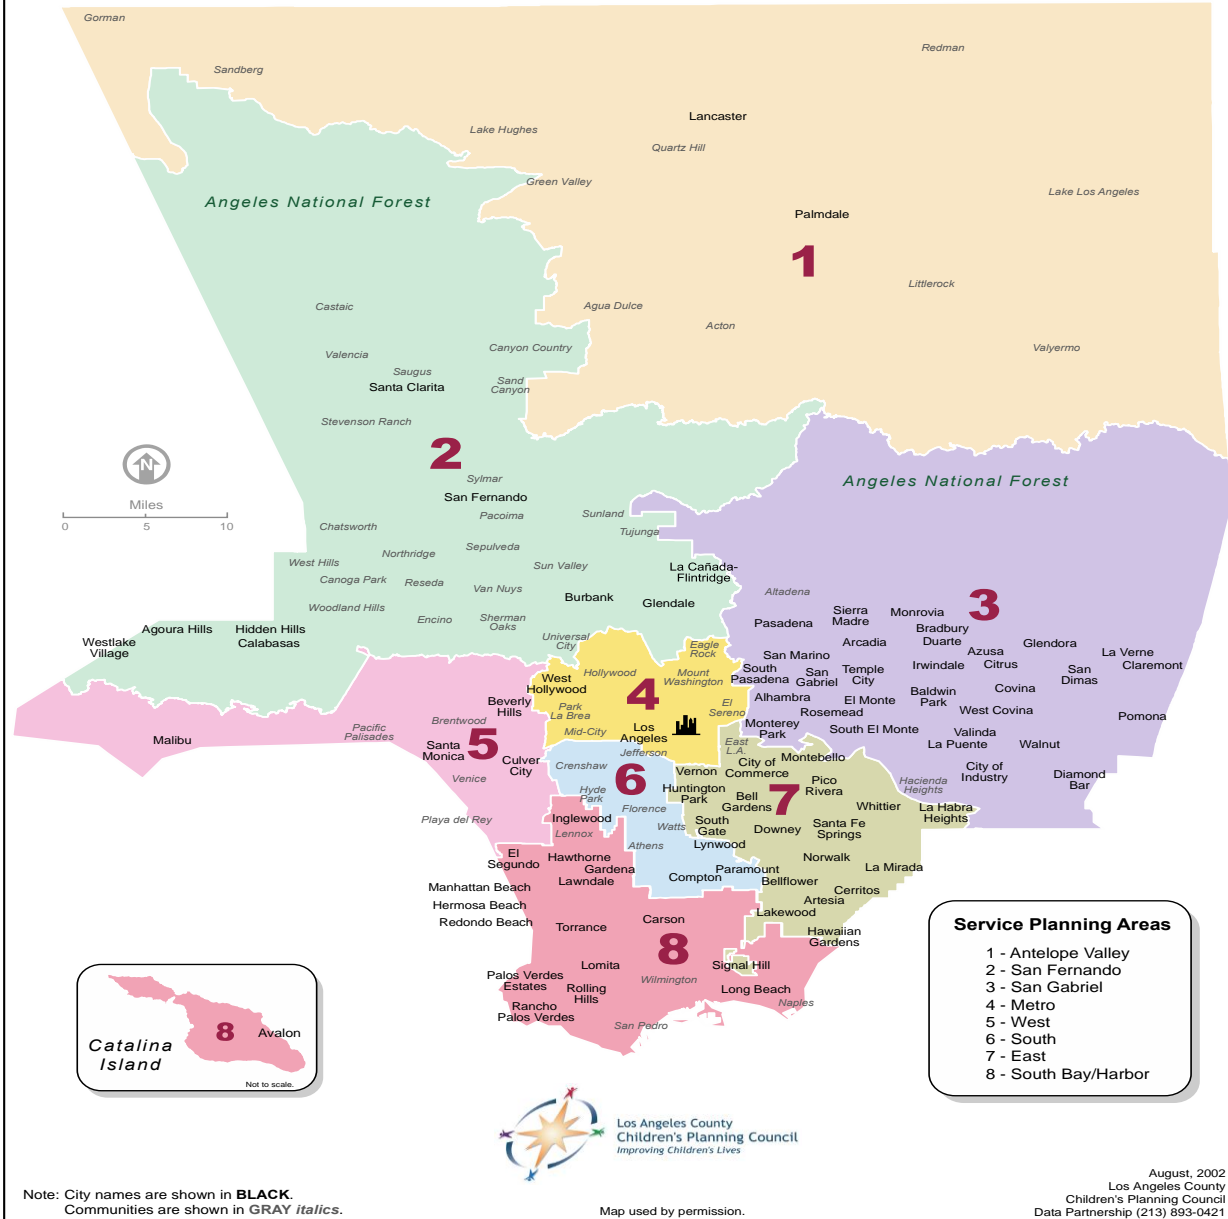 Gorman
Redman
Sandberg
Lancaster
Lake Hughes
Quartz Hill
Green Valley
Lake Los Angeles
Angeles National Forest
Palmdale
1
Littlerock
Castaic
Agua Dulce
Acton
Valencia
Canyon Country
Valyermo
Saugus
Santa Clarita
Sand
Canyon
Stevenson Ranch
2
N
Miles
0 5 10
Sylmar
San Fernando
Pacoima
Sunland
Tujunga
Chatsworth
Angeles National Forest
West Hills
Northridge
Sepulveda
Sun Valley
La Cañada-
Flintridge
Canoga Park
Reseda
Van Nuys
Burbank
Glendale
Woodland Hills
Encino
Sherman
Oaks
Universal
City
Agoura Hills
Hidden Hills
Calabasas
Westlake
Village
Altadena
3
Pasadena
Sierra
Madre
Monrovia
Bradbury
Duarte
Arcadia
Azusa
Citrus
Glendora
La Verne
Claremont
San Marino
South
Pasadena
San
Gabriel
Temple
City
Irwindale
San
Dimas
Alhambra
El Monte
Baldwin
Park
Covina
Rosemead
West Covina
Pomona
Monterey
Park
South El Monte
Valinda
La Puente
Walnut
City of
Industry
Diamond
Bar
Hacienda
Heights
La Habra
Heights
Eagle
Rock
Hollywood
Mount
Washington
West
Hollywood
4
Park
La Brea
El
Sereno
Mid-City
Los
Angeles
Beverly
Hills
Brentwood
Pacific
Palisades
Malibu
Santa
Monica
5
Culver
City
Venice
Playa del Rey
Jefferson
Crenshaw
6
Hyde
Park
Florence
Watts
Athens
Lynwood
Compton
Paramount
East
L.A.
City of
Commerce
Montebello
Vernon
Huntington
Park
Bell
Gardens
7
Pico
Rivera
Whittier
South
Gate
Downey
Santa Fe
Springs
Norwalk
La Mirada
Bellflower
Cerritos
Artesia
Lakewood
Hawaiian
Gardens
Inglewood
Lennox
El
Segundo
Hawthorne
Gardena
Lawndale
Manhattan Beach
Hermosa Beach
Redondo Beach
Torrance
Carson
8
Lomita
Signal Hill
Palos Verdes
Estates
Rolling
Hills
Wilmington
Long Beach
Rancho
Palos Verdes
Naples
San Pedro
Service Planning Areas
1 - Antelope Valley
2 - San Fernando
3 - San Gabriel
4 - Metro
5 - West
6 - South
7 - East
8 - South Bay/Harbor
8
Avalon
Catalina
Island
Not to scale.
Los Angeles County
Children's Planning Council
Improving Children's Lives
Note: City names are shown in BLACK.
Communities are shown in GRAY italics.
Map used by permission.
August, 2002
Los Angeles County
Children's Planning Council
Data Partnership (213) 893-0421